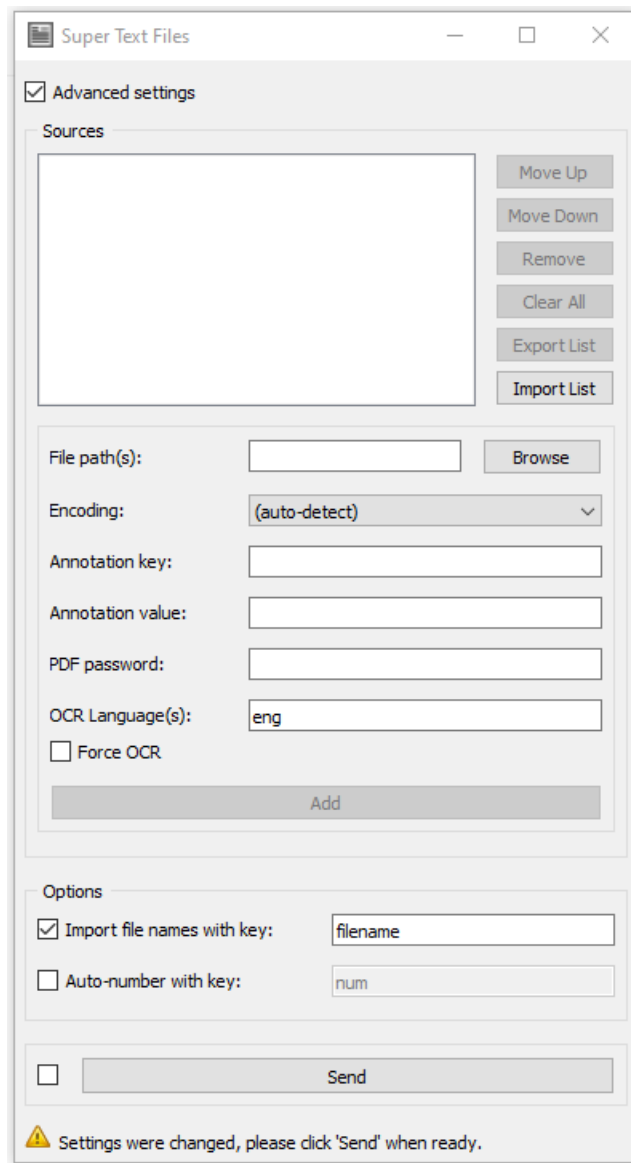 Super Text Files
Advanced settings
Sources
Move Up
Move Down
Remove
Clear All
Export List
Import List
File path(s):
Browse
Encoding:
(auto-detect)
Annotation key:
Annotation value:
PDF password:
OCR Language(s):
eng
Force OCR
Add
Options
Import file names with key:
filename
Auto-number with key:
num
Send
Settings were changed, please click 'Send' when ready.